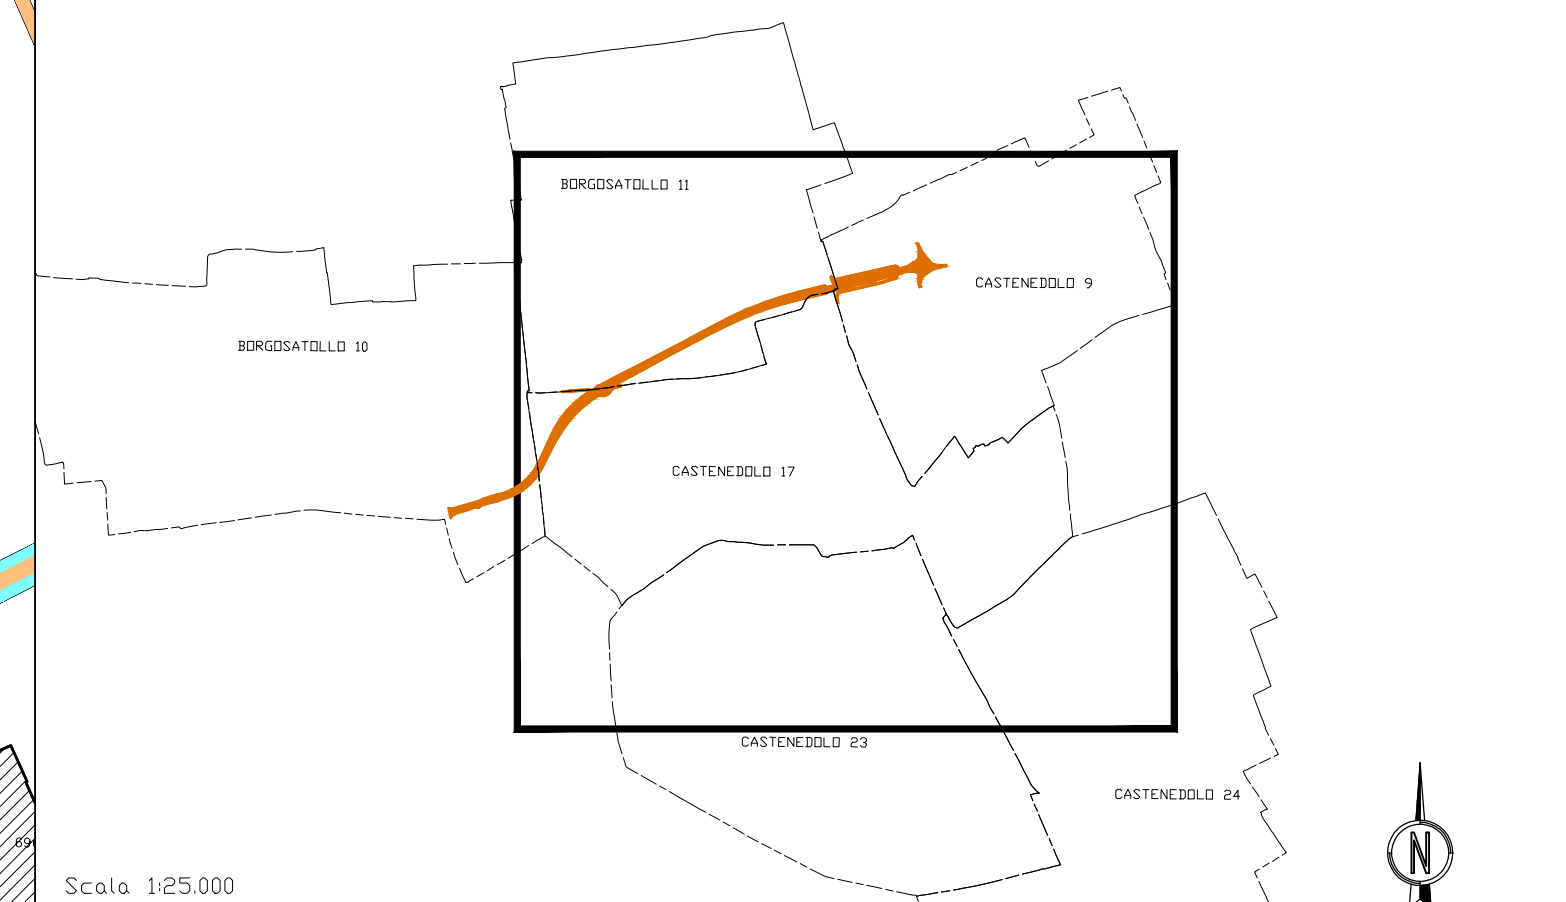 BORGOSATOLLO 11
CASTENEDOLO 9
BORGOSATOLLO 10
CASTENEDOLO 17
CASTENEDOLO 23
CASTENEDOLO 24
Scala 1:25.000
N